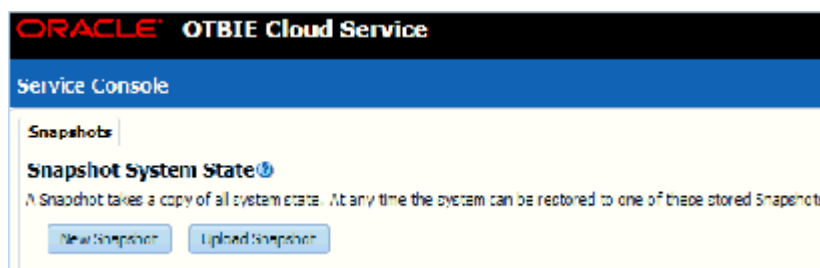 ORACLE OTBIE Cloud Service
Service Console
Snapshots
Snapshot System State
A Snapshot takes a copy of all system state. At any time the system can be restored to one of these stored Snapshots
New Snapshot Upload Snapshot